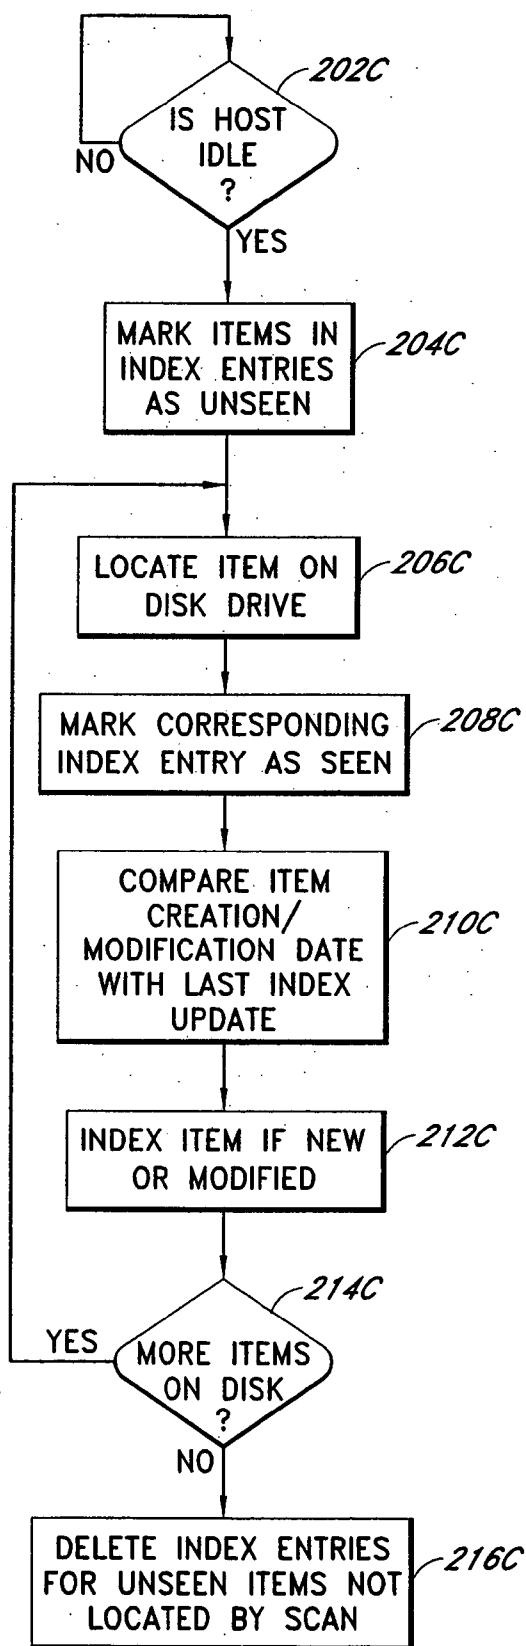 202C
IS HOST
IDLE
?
NO
YES
MARK ITEMS IN
INDEX ENTRIES
AS UNSEEN
204C
LOCATE ITEM ON
DISK DRIVE
206C
MARK CORRESPONDING
INDEX ENTRY AS SEEN
208C
COMPARE ITEM
CREATION/
MODIFICATION DATE
WITH LAST INDEX
UPDATE
210C
INDEX ITEM IF NEW
OR MODIFIED
212C
214C
YES
MORE ITEMS
ON DISK
?
NO
DELETE INDEX ENTRIES
FOR UNSEEN ITEMS NOT
LOCATED BY SCAN
216C